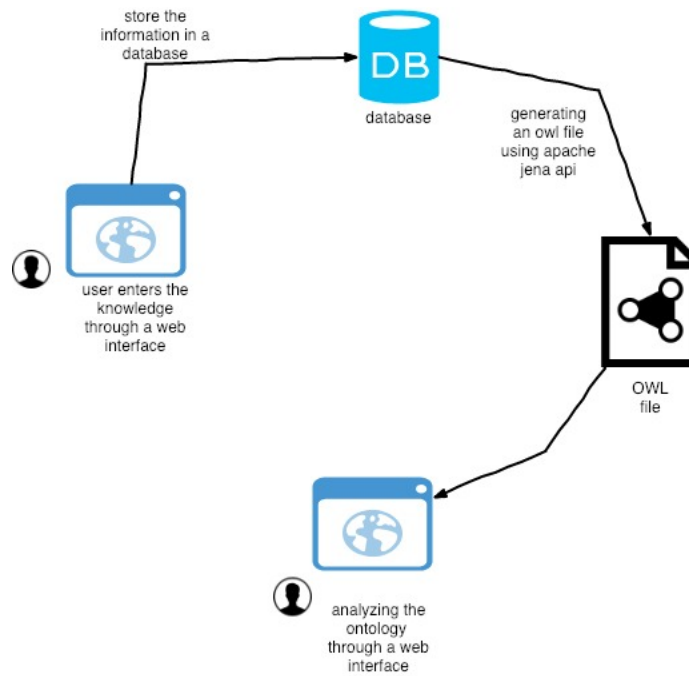 store the
information in a
database
DB
database
generating
an owl file
using apache
jena api
user enters the
knowledge
through a web
interface
OWL
file
analyzing the
ontology
through a web
interface